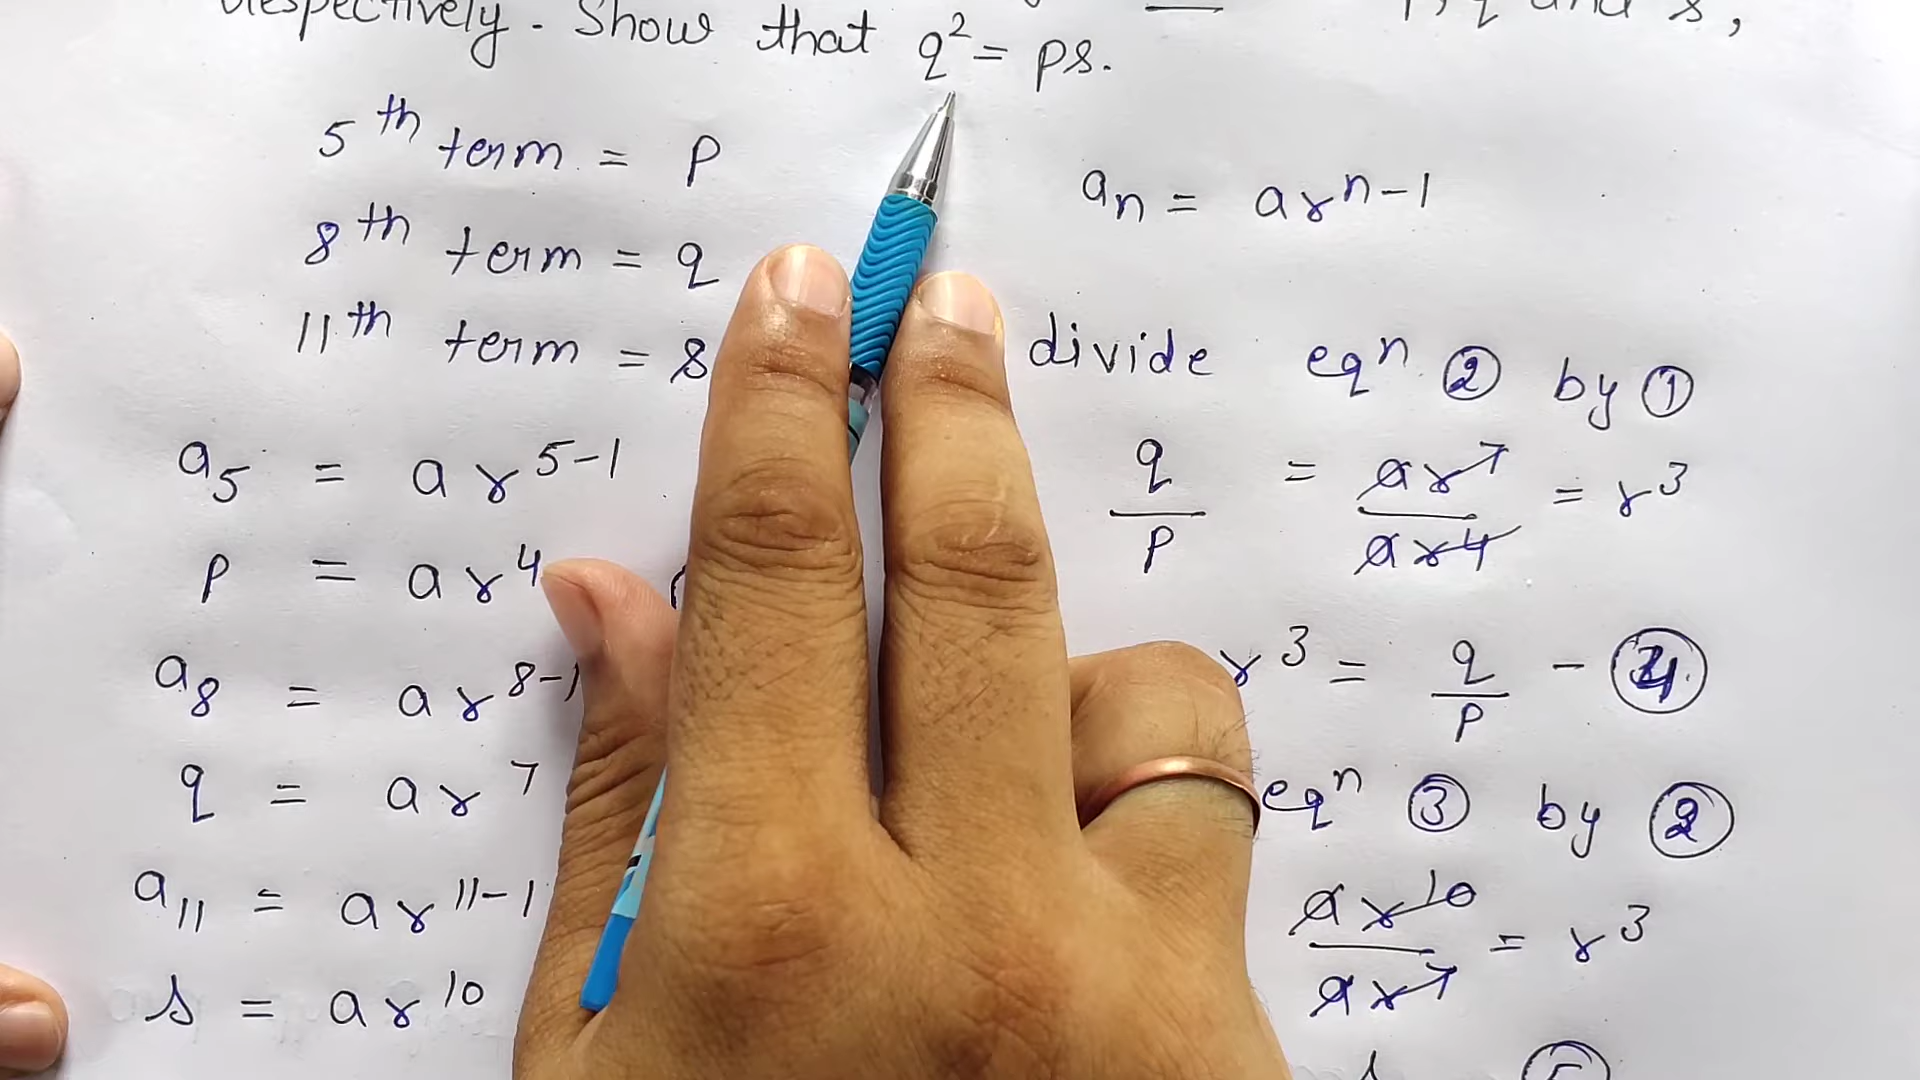 Respectively. Show that q² = ps.
p, q and s,
5th term = p
8th term = q
11th term = s
a₅ = ar⁵⁻¹
p = ar⁴
a₈ = ar⁸⁻¹
q = ar⁷
a₁₁ = ar¹¹⁻¹
s = ar¹⁰
aₙ = arⁿ⁻¹
divide eqⁿ ② by ①
q/p = ar⁷/ar⁴ = r³
r³ = q/p - ④
eqⁿ ③ by ②
ar¹⁰/ar⁷ = r³